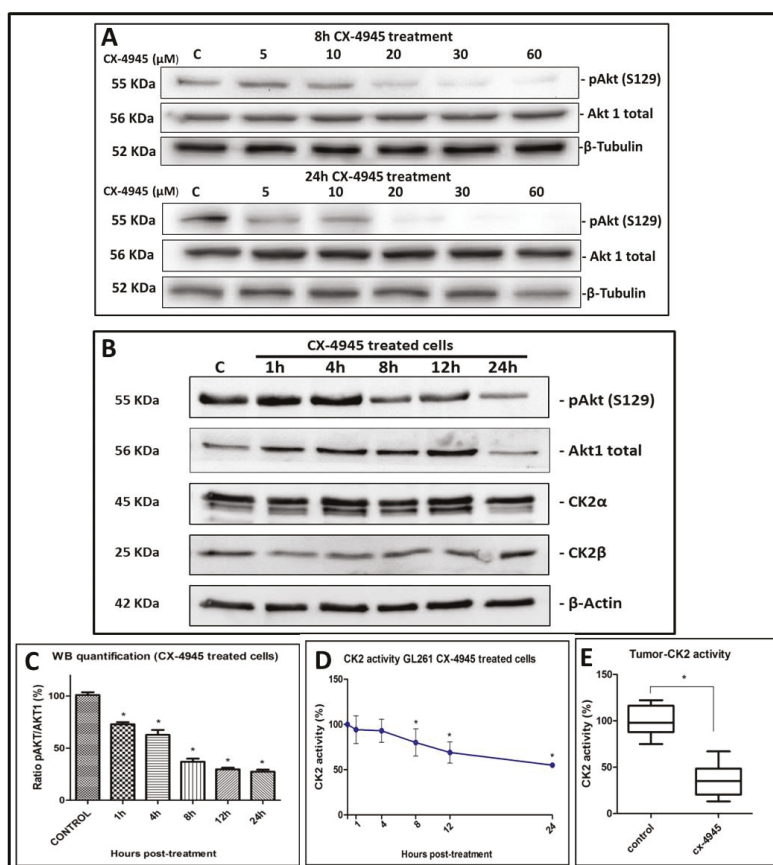 A
8h CX-4945 treatment
CX-4945 (μM) C 5 10 20 30 60
55 KDa - pAkt (S129)
56 KDa - Akt 1 total
52 KDa -β-Tubulin
24h CX-4945 treatment
CX-4945 (μM) C 5 10 20 30 60
55 KDa - pAkt (S129)
56 KDa - Akt 1 total
52 KDa -β-Tubulin
B
CX-4945 treated cells
C 1h 4h 8h 12h 24h
55 KDa - pAkt (S129)
56 KDa - Akt1 total
45 KDa - CK2α
25 KDa - CK2β
42 KDa - β-Actin
C
WB quantification (CX-4945 treated cells)
Ratio pAKT/AKT1 (%)
150
100
50
0
* * * * *
CONTROL 1h 4h 8h 12h 24h
Hours post-treatment
D
CK2 activity GL261 CX-4945 treated cells
CK2 activity (%)
150
100
50
0
* * *
1 4 8 12 24
Hours post-treatment
E
Tumor-CK2 activity
CK2 activity (%)
150
100
50
0
*
control cx-4945